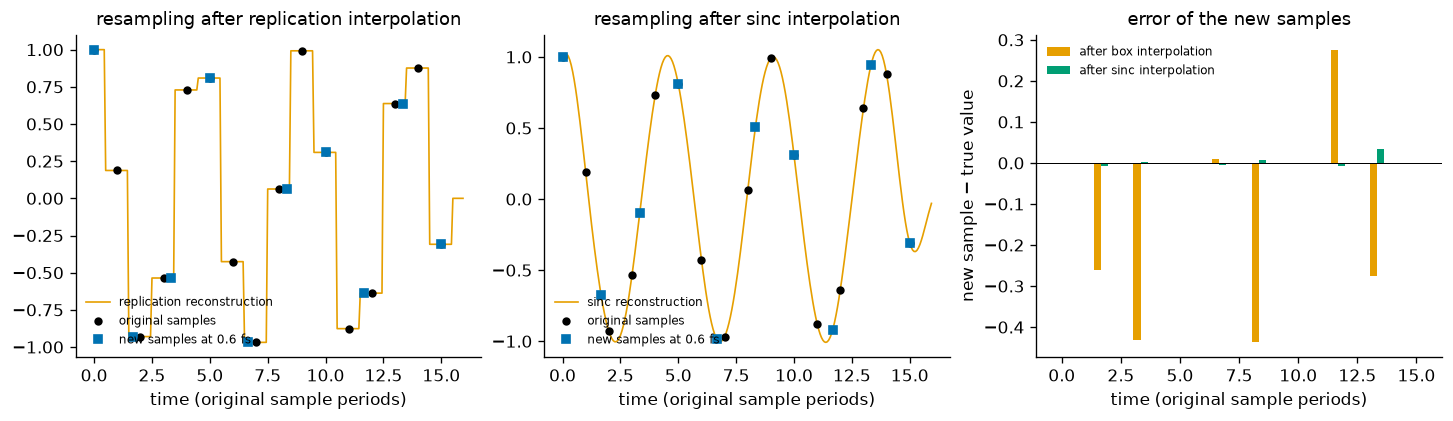 resampling after replication interpolation
1.00
0.75
0.50
0.25
0.00
−0.25
−0.50
−0.75
−1.00
replication reconstruction
original samples
new samples at 0.6 fs
0.0 2.5 5.0 7.5 10.0 12.5 15.0
time (original sample periods)
resampling after sinc interpolation
1.0
0.5
0.0
−0.5
−1.0
sinc reconstruction
original samples
new samples at 0.6 fs
0.0 2.5 5.0 7.5 10.0 12.5 15.0
time (original sample periods)
error of the new samples
new sample − true value
0.3
0.2
0.1
0.0
−0.1
−0.2
−0.3
−0.4
after box interpolation
after sinc interpolation
0.0 2.5 5.0 7.5 10.0 12.5 15.0
time (original sample periods)